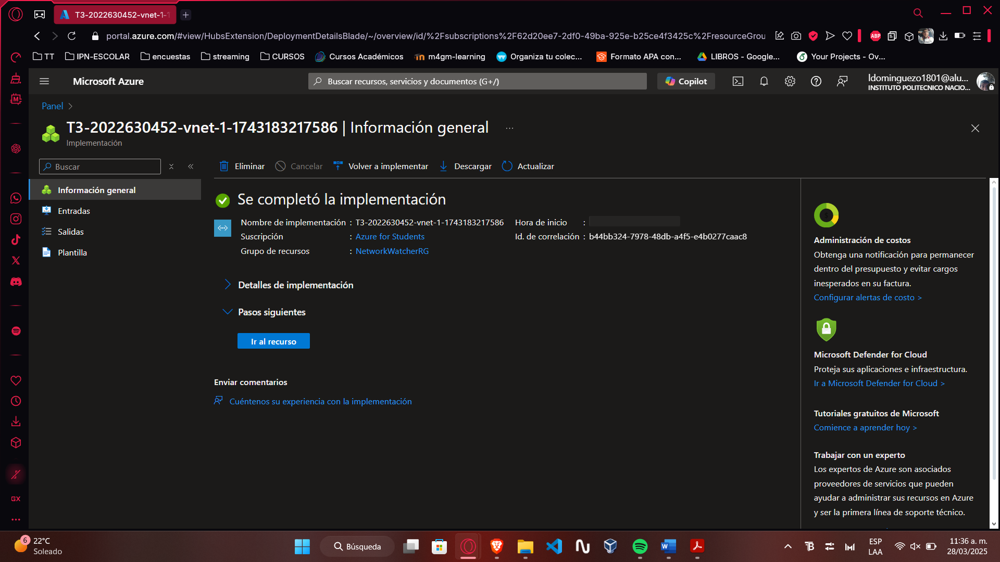 T3-2022630452-vnet-1-1
portal.azure.com/#view/HubsExtension/DeploymentDetailsBlade/~/overview/id/%2Fsubscriptions%2F62d20ee7-2df0-49ba-925e-b25ce4f3425c%2FresourceGrou
ABP
TT
IPN-ESCOLAR
encuestas
streaming
CURSOS
Cursos Académicos
m4gm-learning
Organiza tu colec...
Formato APA con...
LIBROS - Google...
Your Projects - Ov...
Microsoft Azure
Buscar recursos, servicios y documentos (G+/)
Copilot
ldominguezo1801@alu...
INSTITUTO POLITECNICO NACIO...
Panel
T3-2022630452-vnet-1-1743183217586 | Información general
...
Implementación
Buscar
Información general
Entradas
Salidas
Plantilla
Eliminar
Cancelar
Volver a implementar
Descargar
Actualizar
Se completó la implementación
Nombre de implementación : T3-2022630452-vnet-1-1743183217586
Suscripción : Azure for Students
Grupo de recursos : NetworkWatcherRG
Hora de inicio :
Id. de correlación : b44bb324-7978-48db-a4f5-e4b0277caac8
Detalles de implementación
Pasos siguientes
Ir al recurso
Enviar comentarios
Cuéntenos su experiencia con la implementación
Administración de costos
Obtenga una notificación para permanecer
dentro del presupuesto y evitar cargos
inesperados en su factura.
Configurar alertas de costo >
Microsoft Defender for Cloud
Proteja sus aplicaciones e infraestructura.
Ir a Microsoft Defender for Cloud >
Tutoriales gratuitos de Microsoft
Comience a aprender hoy >
Trabajar con un experto
Los expertos de Azure son asociados
proveedores de servicios que pueden
ayudar a administrar sus recursos en Azure
y ser la primera línea de soporte técnico.
GX
6
22°C
Soleado
Búsqueda
ESP
LAA
11:36 a. m.
28/03/2025